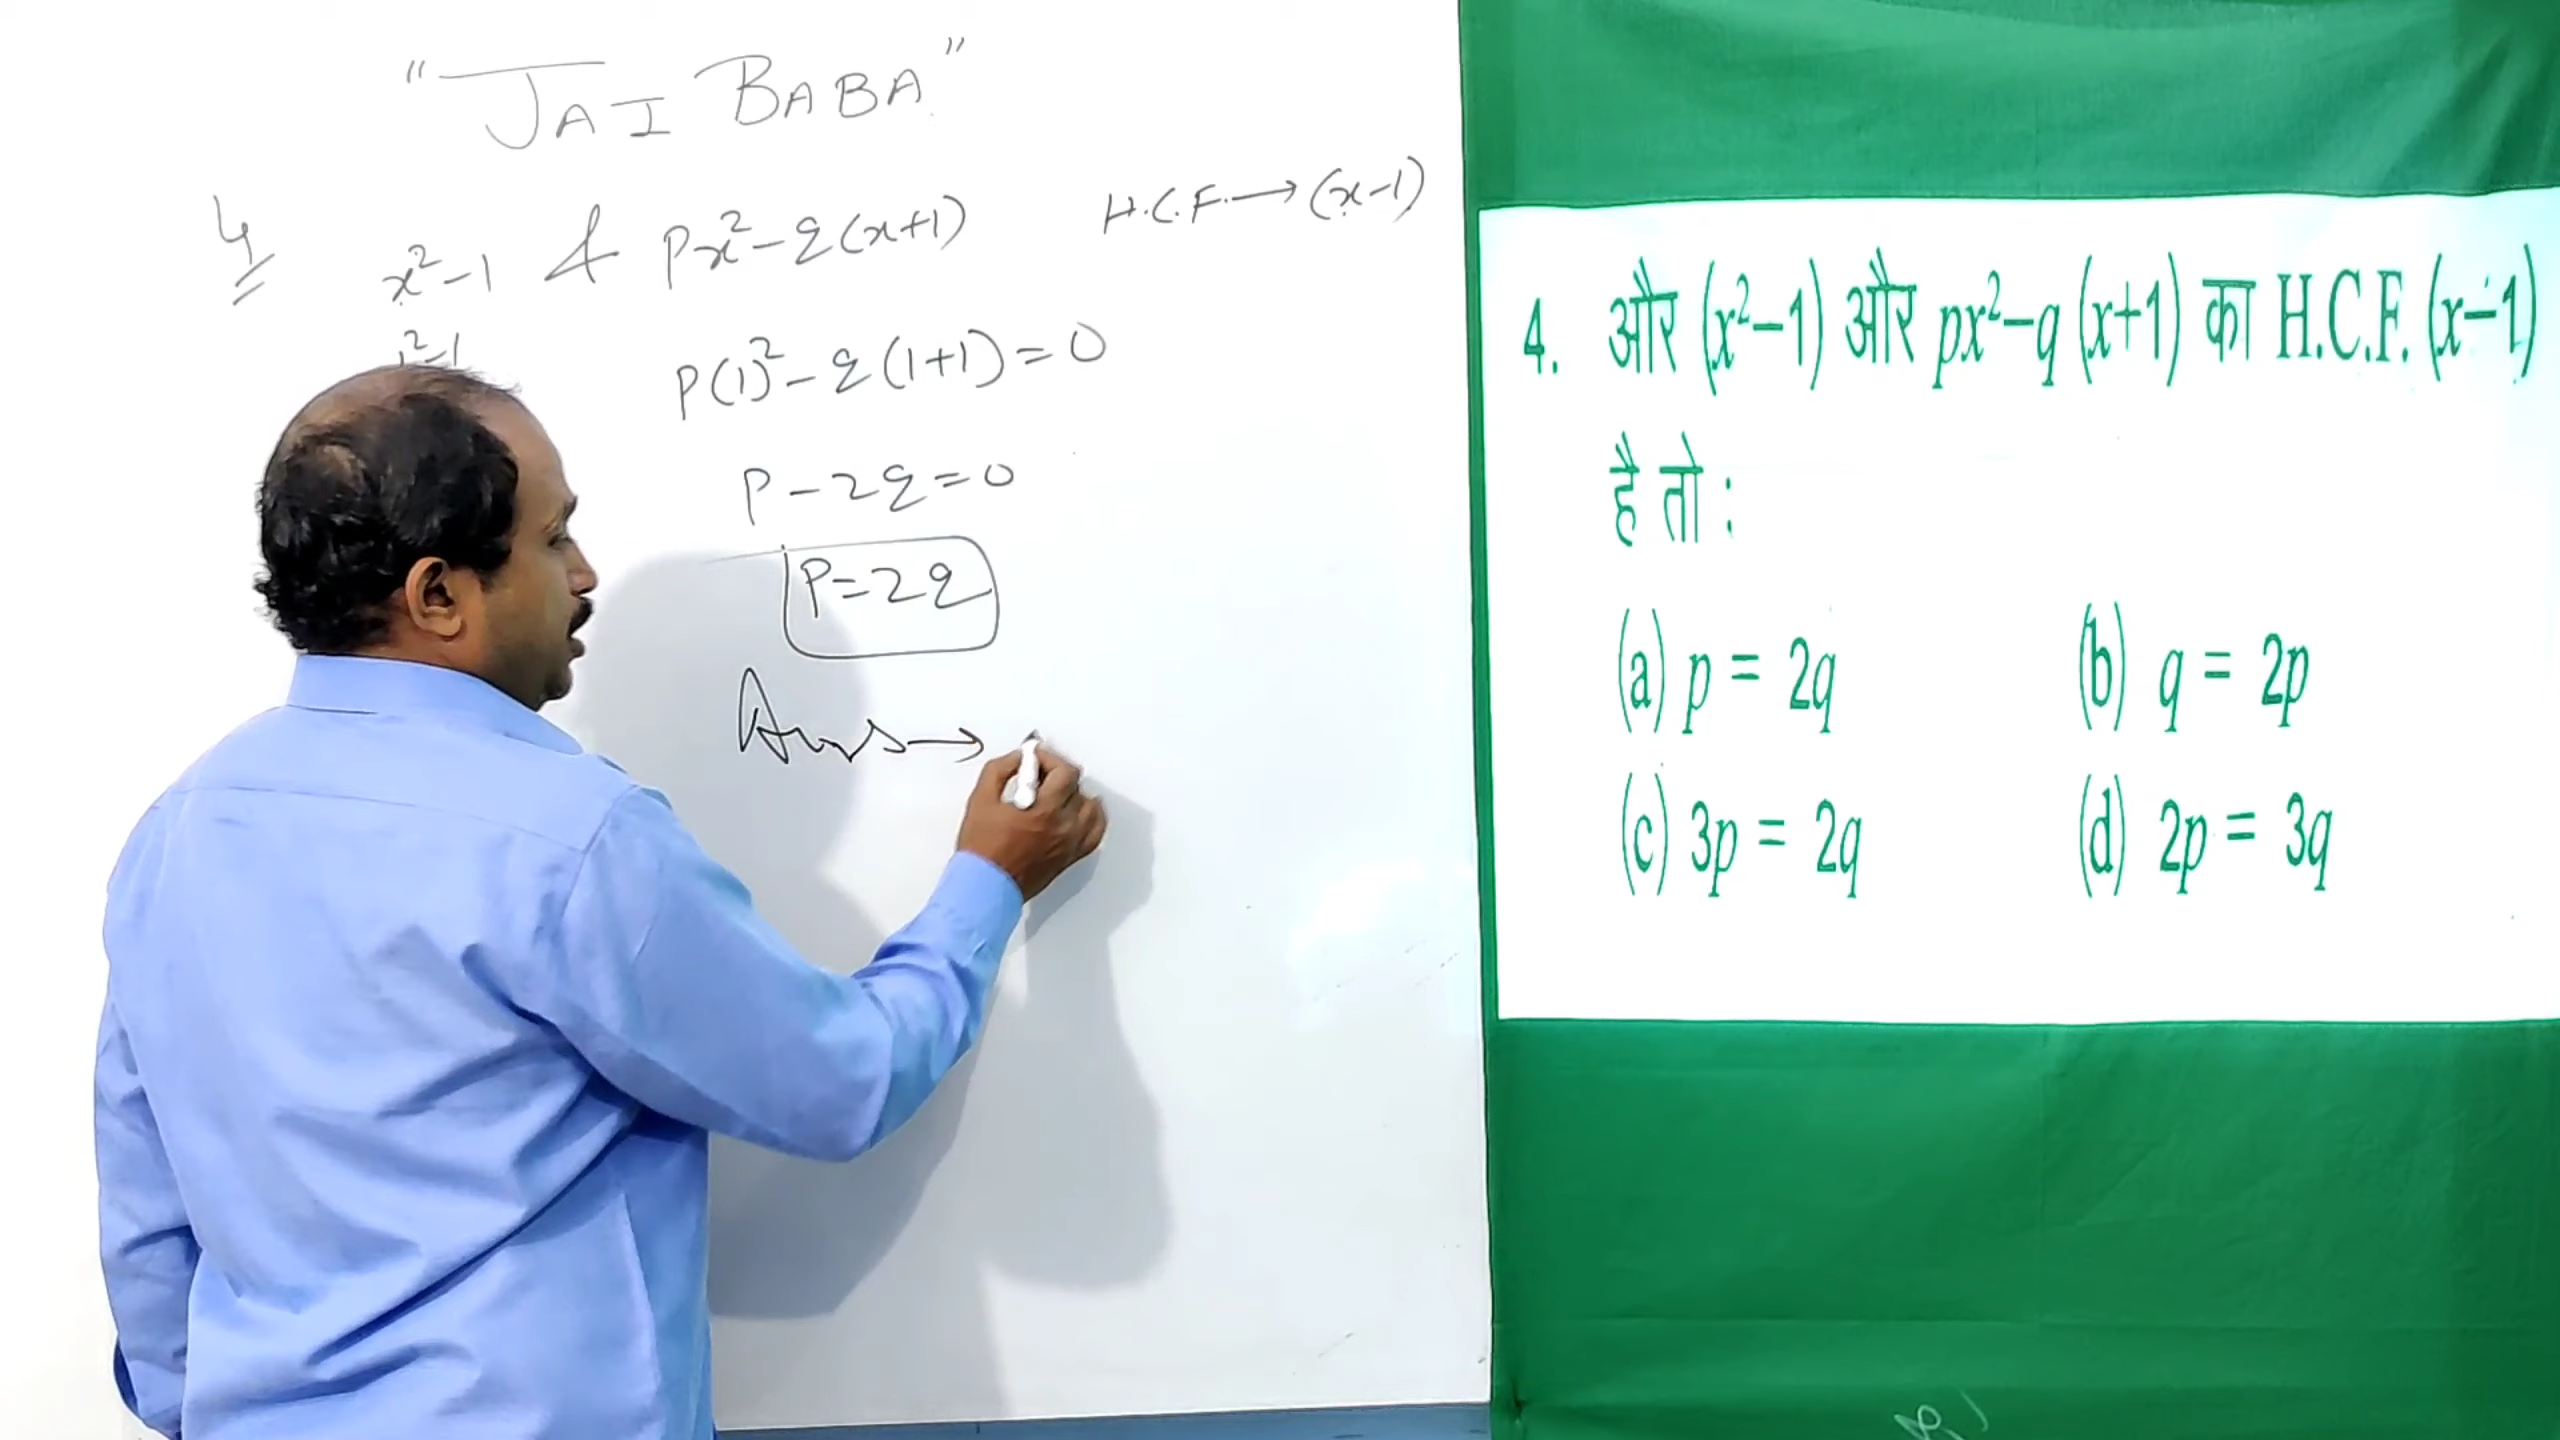 "JAI BABA"
4 x²-1 & Px²-q(x+1) H.C.F.→(x-1)
P(1)²-q(1+1)=0
P-2q=0
P=2q
Ans→
4. और (x²–1) और px²–q (x+1) का H.C.F. (x–1)
है तो :
(a) p = 2q (b) q = 2p
(c) 3p = 2q (d) 2p = 3q